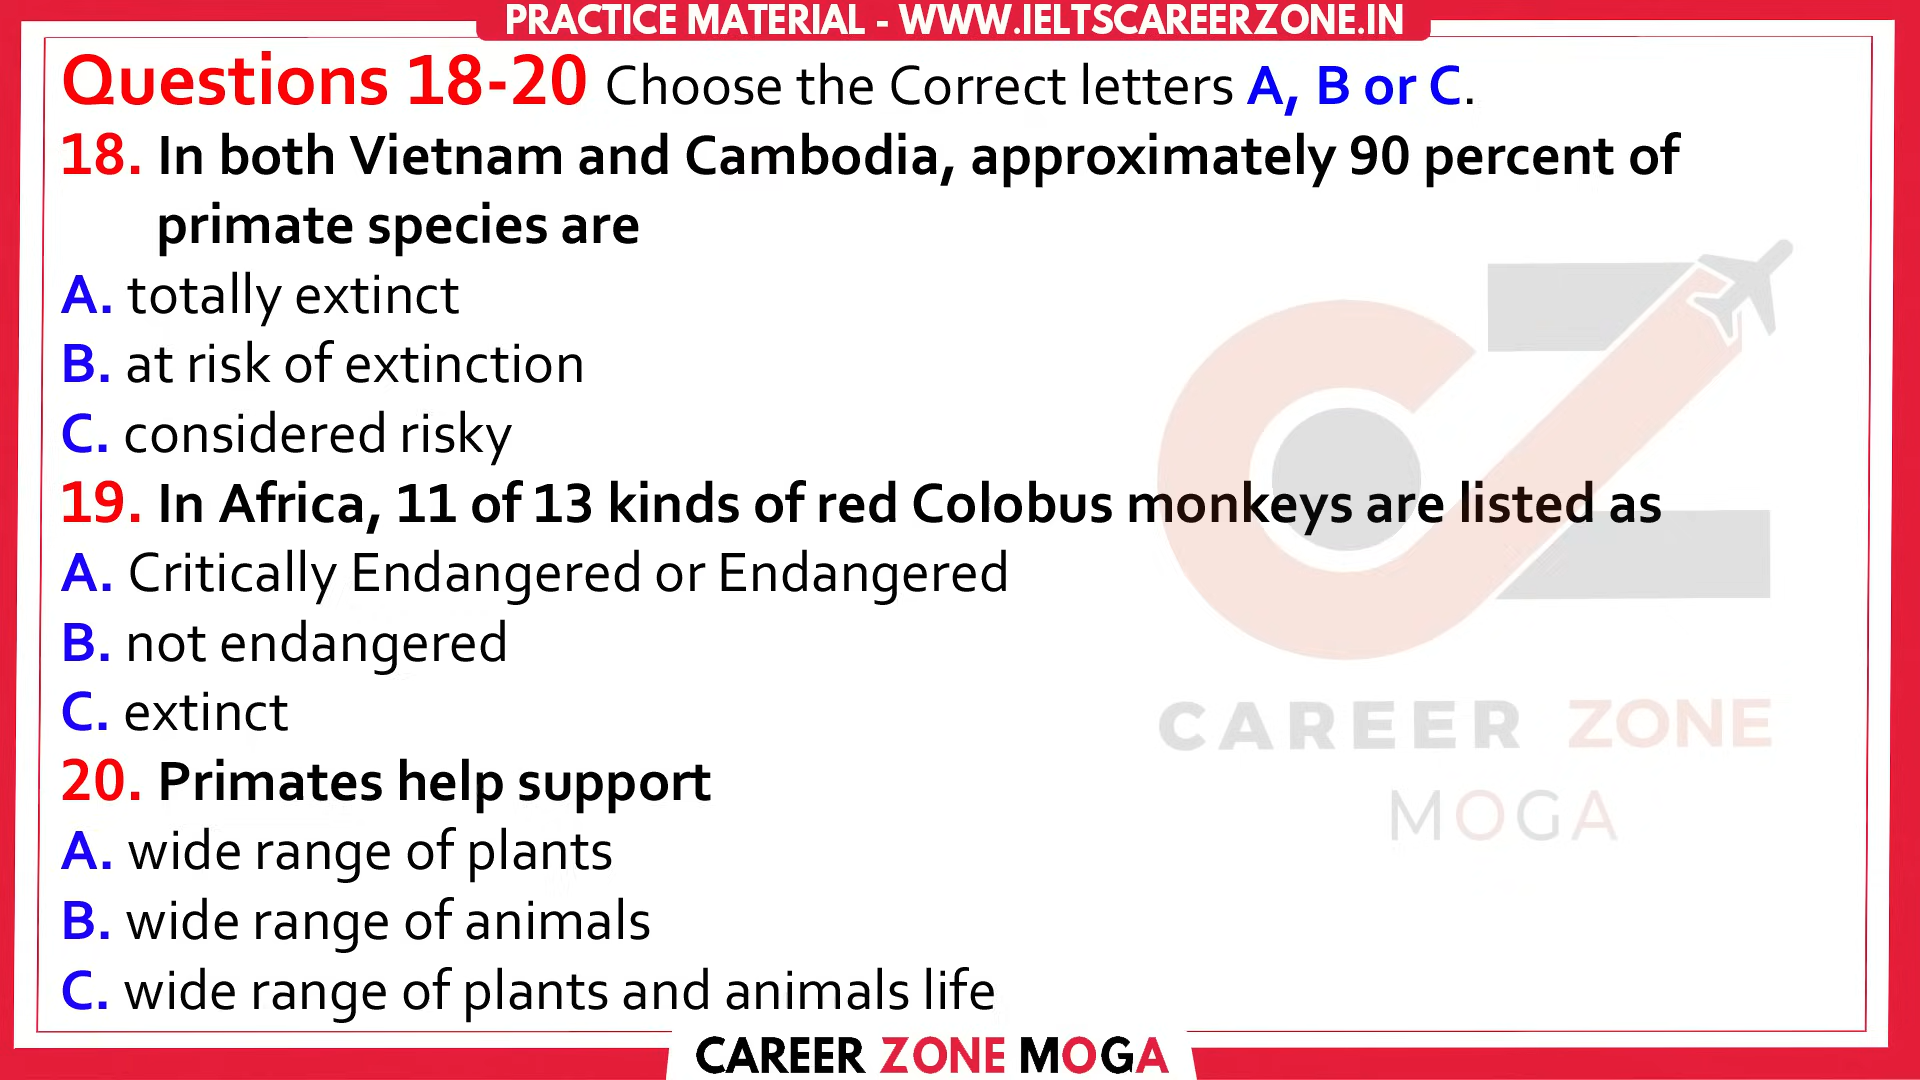 PRACTICE MATERIAL - WWW.IELTSCAREERZONE.IN
Questions 18-20 Choose the Correct letters A, B or C.
18. In both Vietnam and Cambodia, approximately 90 percent of
primate species are
A. totally extinct
B. at risk of extinction
C. considered risky
19. In Africa, 11 of 13 kinds of red Colobus monkeys are listed as
A. Critically Endangered or Endangered
B. not endangered
C. extinct
20. Primates help support
A. wide range of plants
B. wide range of animals
C. wide range of plants and animals life
CZ
CAREER ZONE
MOGA
CAREER ZONE MOGA